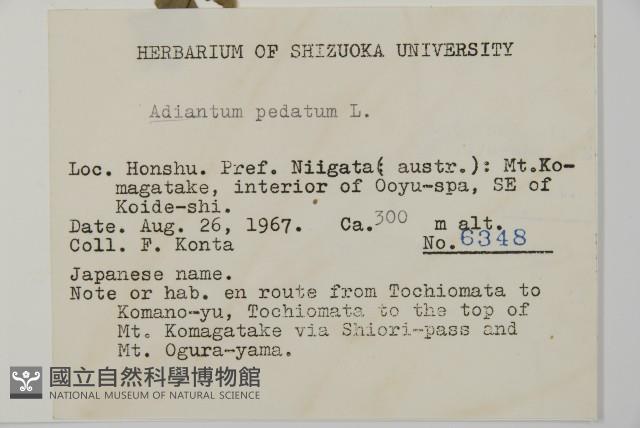 HERBARIUM OF SHIZUOKA UNIVERSITY
Adiantum pedatum L.
Loc. Honshu. Pref. Niigata( austr.): Mt.Ko-
magatake, interior of Ooyu-spa, SE of
Koide-shi.
Date. Aug. 26, 1967. Ca.300 m alt.
Coll. F. Konta No.6348
Japanese name.
Note or hab. en route from Tochiomata to
Komano-yu, Tochiomata to the top of
Mt. Komagatake via Shiori-pass and
Mt. Ogura-yama.
國立自然科學博物館
NATIONAL MUSEUM OF NATURAL SCIENCE